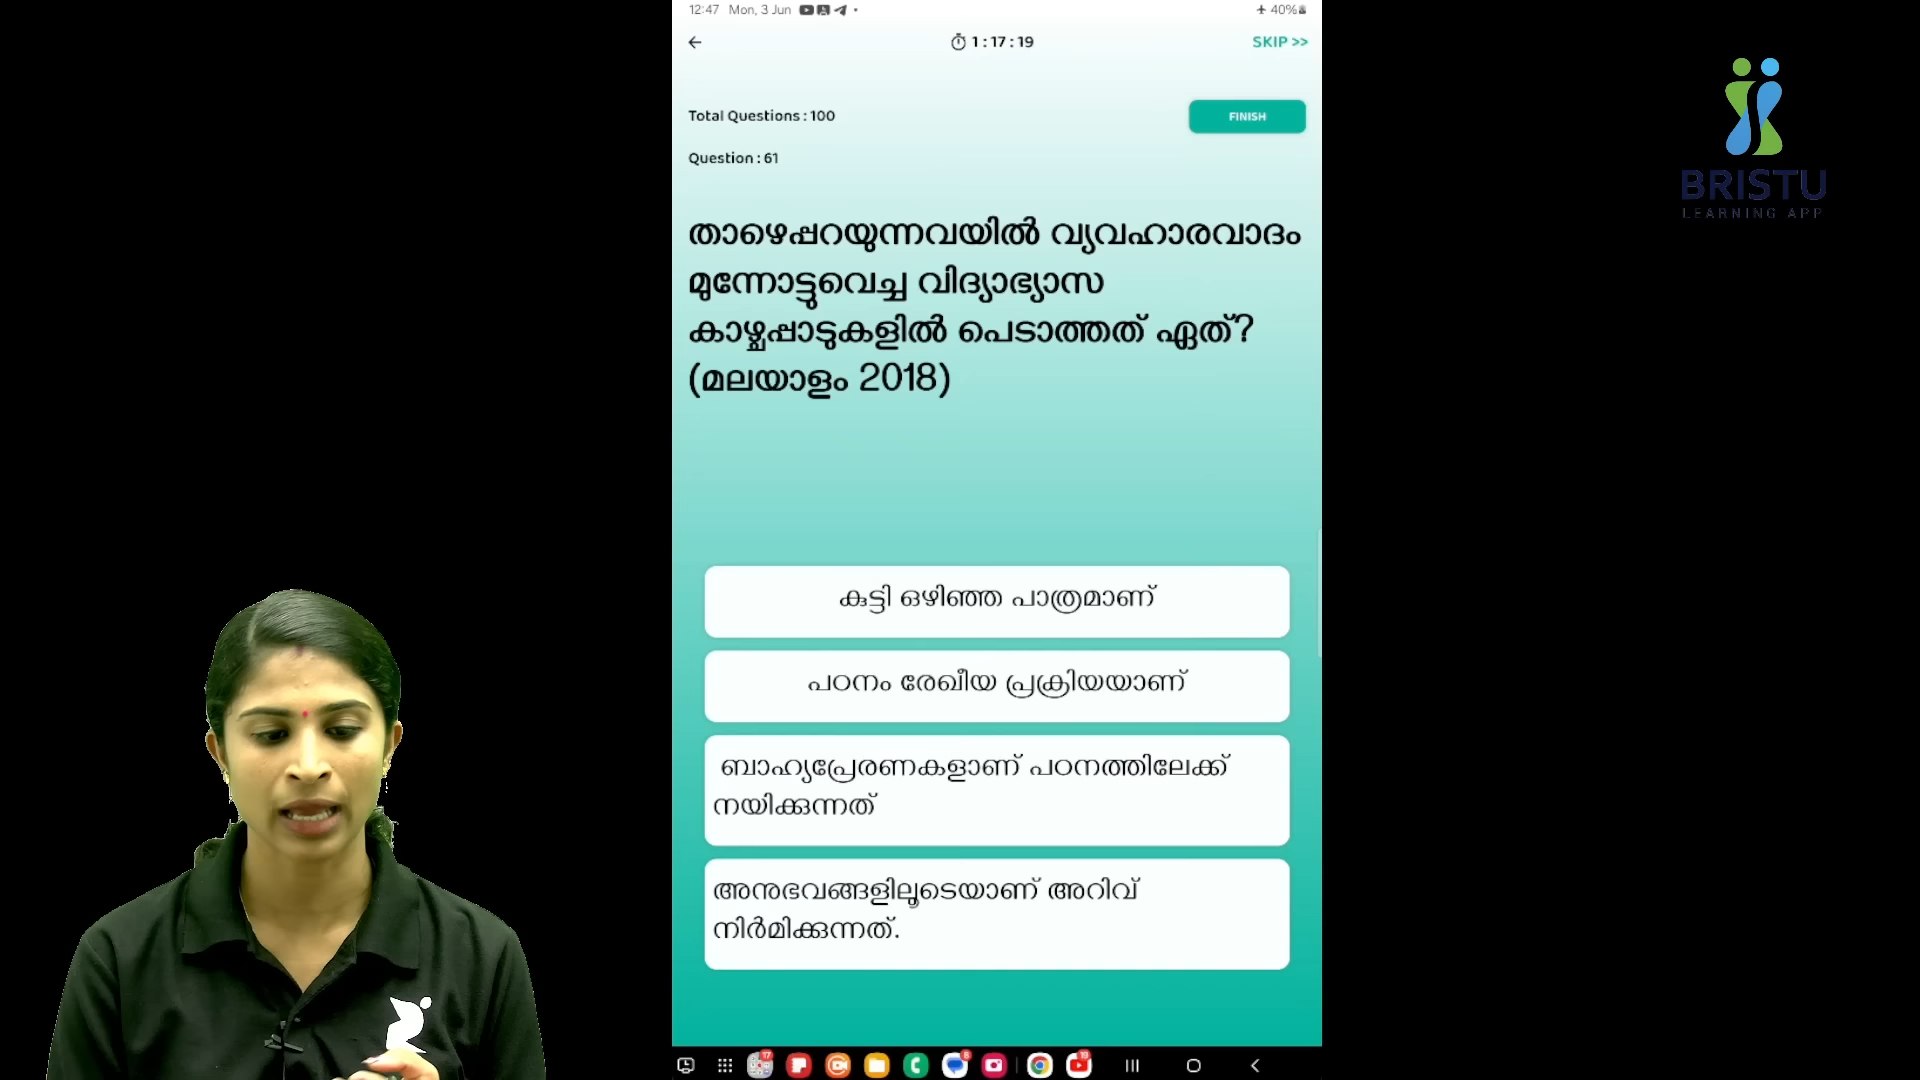 12:47 Mon, 3 Jun
40%
1 : 17 : 19
SKIP >>
Total Questions : 100
FINISH
Question : 61
താഴെപ്പറയുന്നവയിൽ വ്യവഹാരവാദം
മുന്നോട്ടുവെച്ച വിദ്യാഭ്യാസ
കാഴ്ചപ്പാടുകളിൽ പെടാത്തത് ഏത്?
(മലയാളം 2018)
കുട്ടി ഒഴിഞ്ഞ പാത്രമാണ്
പഠനം രേഖീയ പ്രക്രിയയാണ്
ബാഹ്യപ്രേരണകളാണ് പഠനത്തിലേക്ക്
നയിക്കുന്നത്
അനുഭവങ്ങളിലൂടെയാണ് അറിവ്
നിർമിക്കുന്നത്.
BRISTU
LEARNING APP